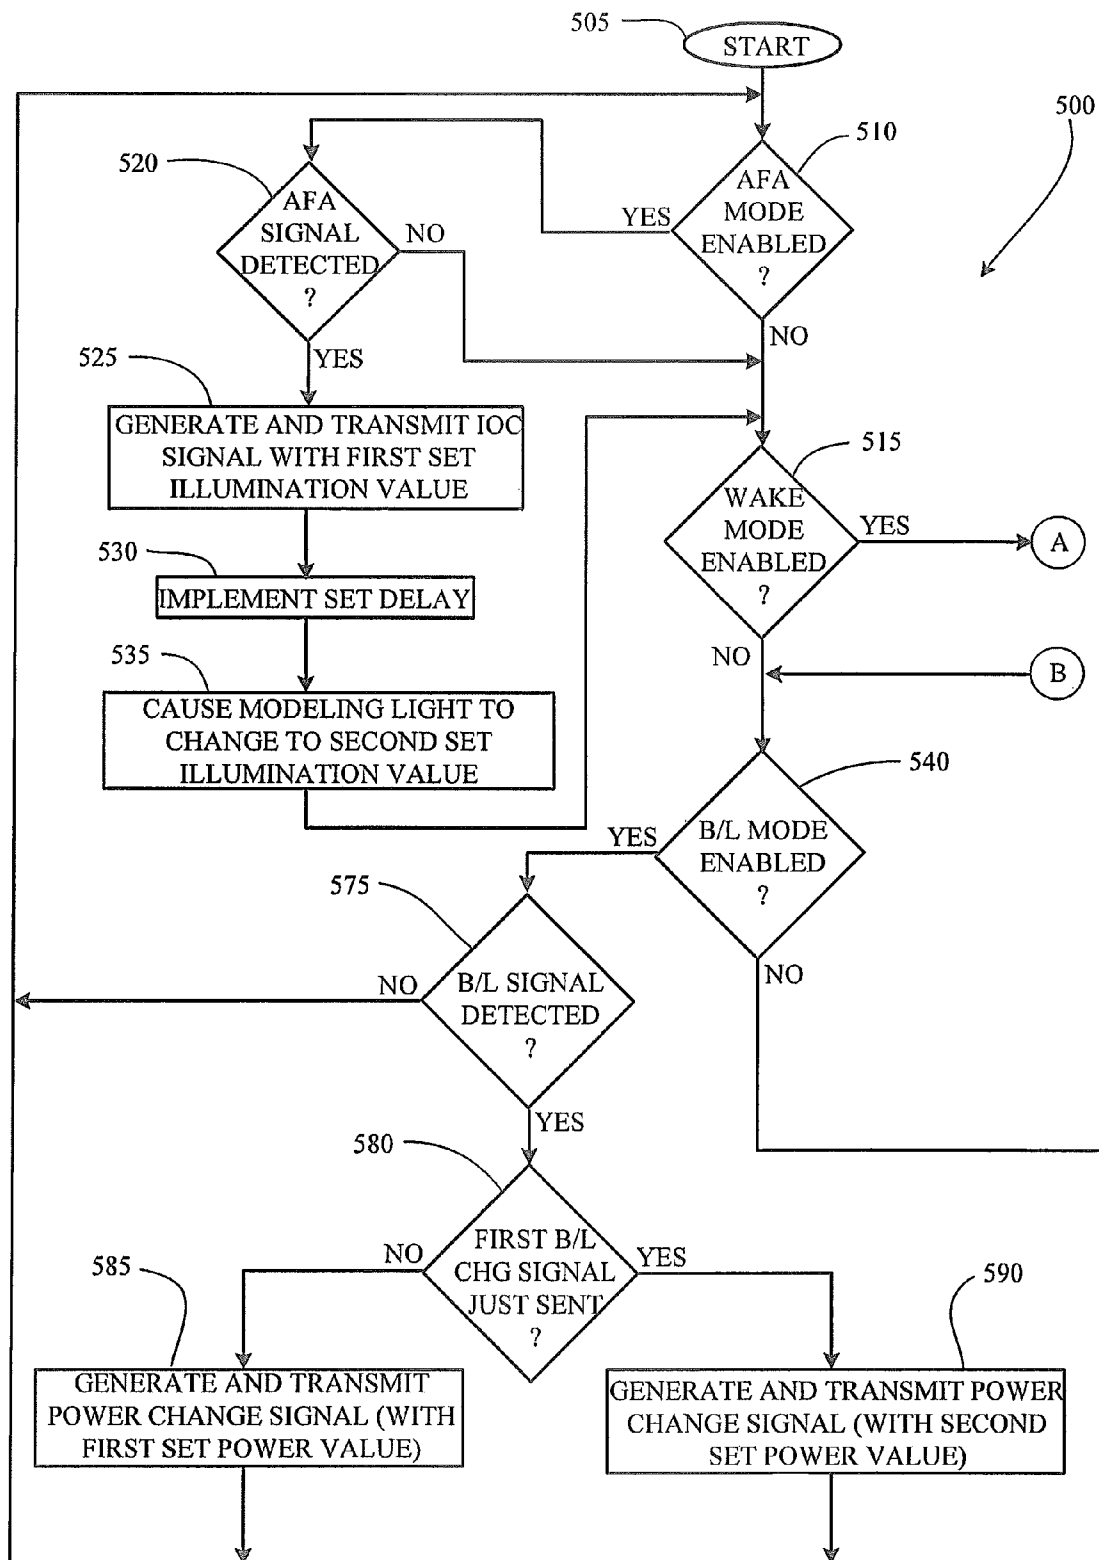 505
START
500
510
AFA
MODE
ENABLED
?
YES
NO
520
AFA
SIGNAL
DETECTED
?
NO
YES
525
GENERATE AND TRANSMIT IOC
SIGNAL WITH FIRST SET
ILLUMINATION VALUE
530
IMPLEMENT SET DELAY
535
CAUSE MODELING LIGHT TO
CHANGE TO SECOND SET
ILLUMINATION VALUE
515
WAKE
MODE
ENABLED
?
YES
A
NO
B
540
B/L MODE
ENABLED
?
YES
NO
575
B/L SIGNAL
DETECTED
?
NO
YES
580
FIRST B/L
CHG SIGNAL
JUST SENT
?
NO
YES
585
GENERATE AND TRANSMIT
POWER CHANGE SIGNAL (WITH
FIRST SET POWER VALUE)
590
GENERATE AND TRANSMIT POWER
CHANGE SIGNAL (WITH SECOND
SET POWER VALUE)